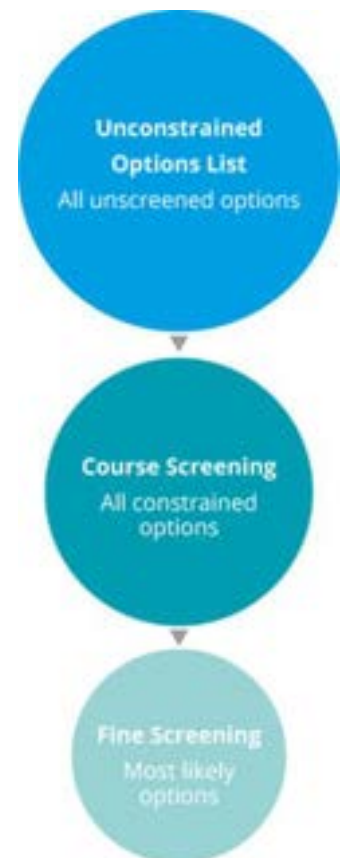 Unconstrained
Options List
All unscreened options
Course Screening
All constrained
options
Fine Screening
Most likely
options